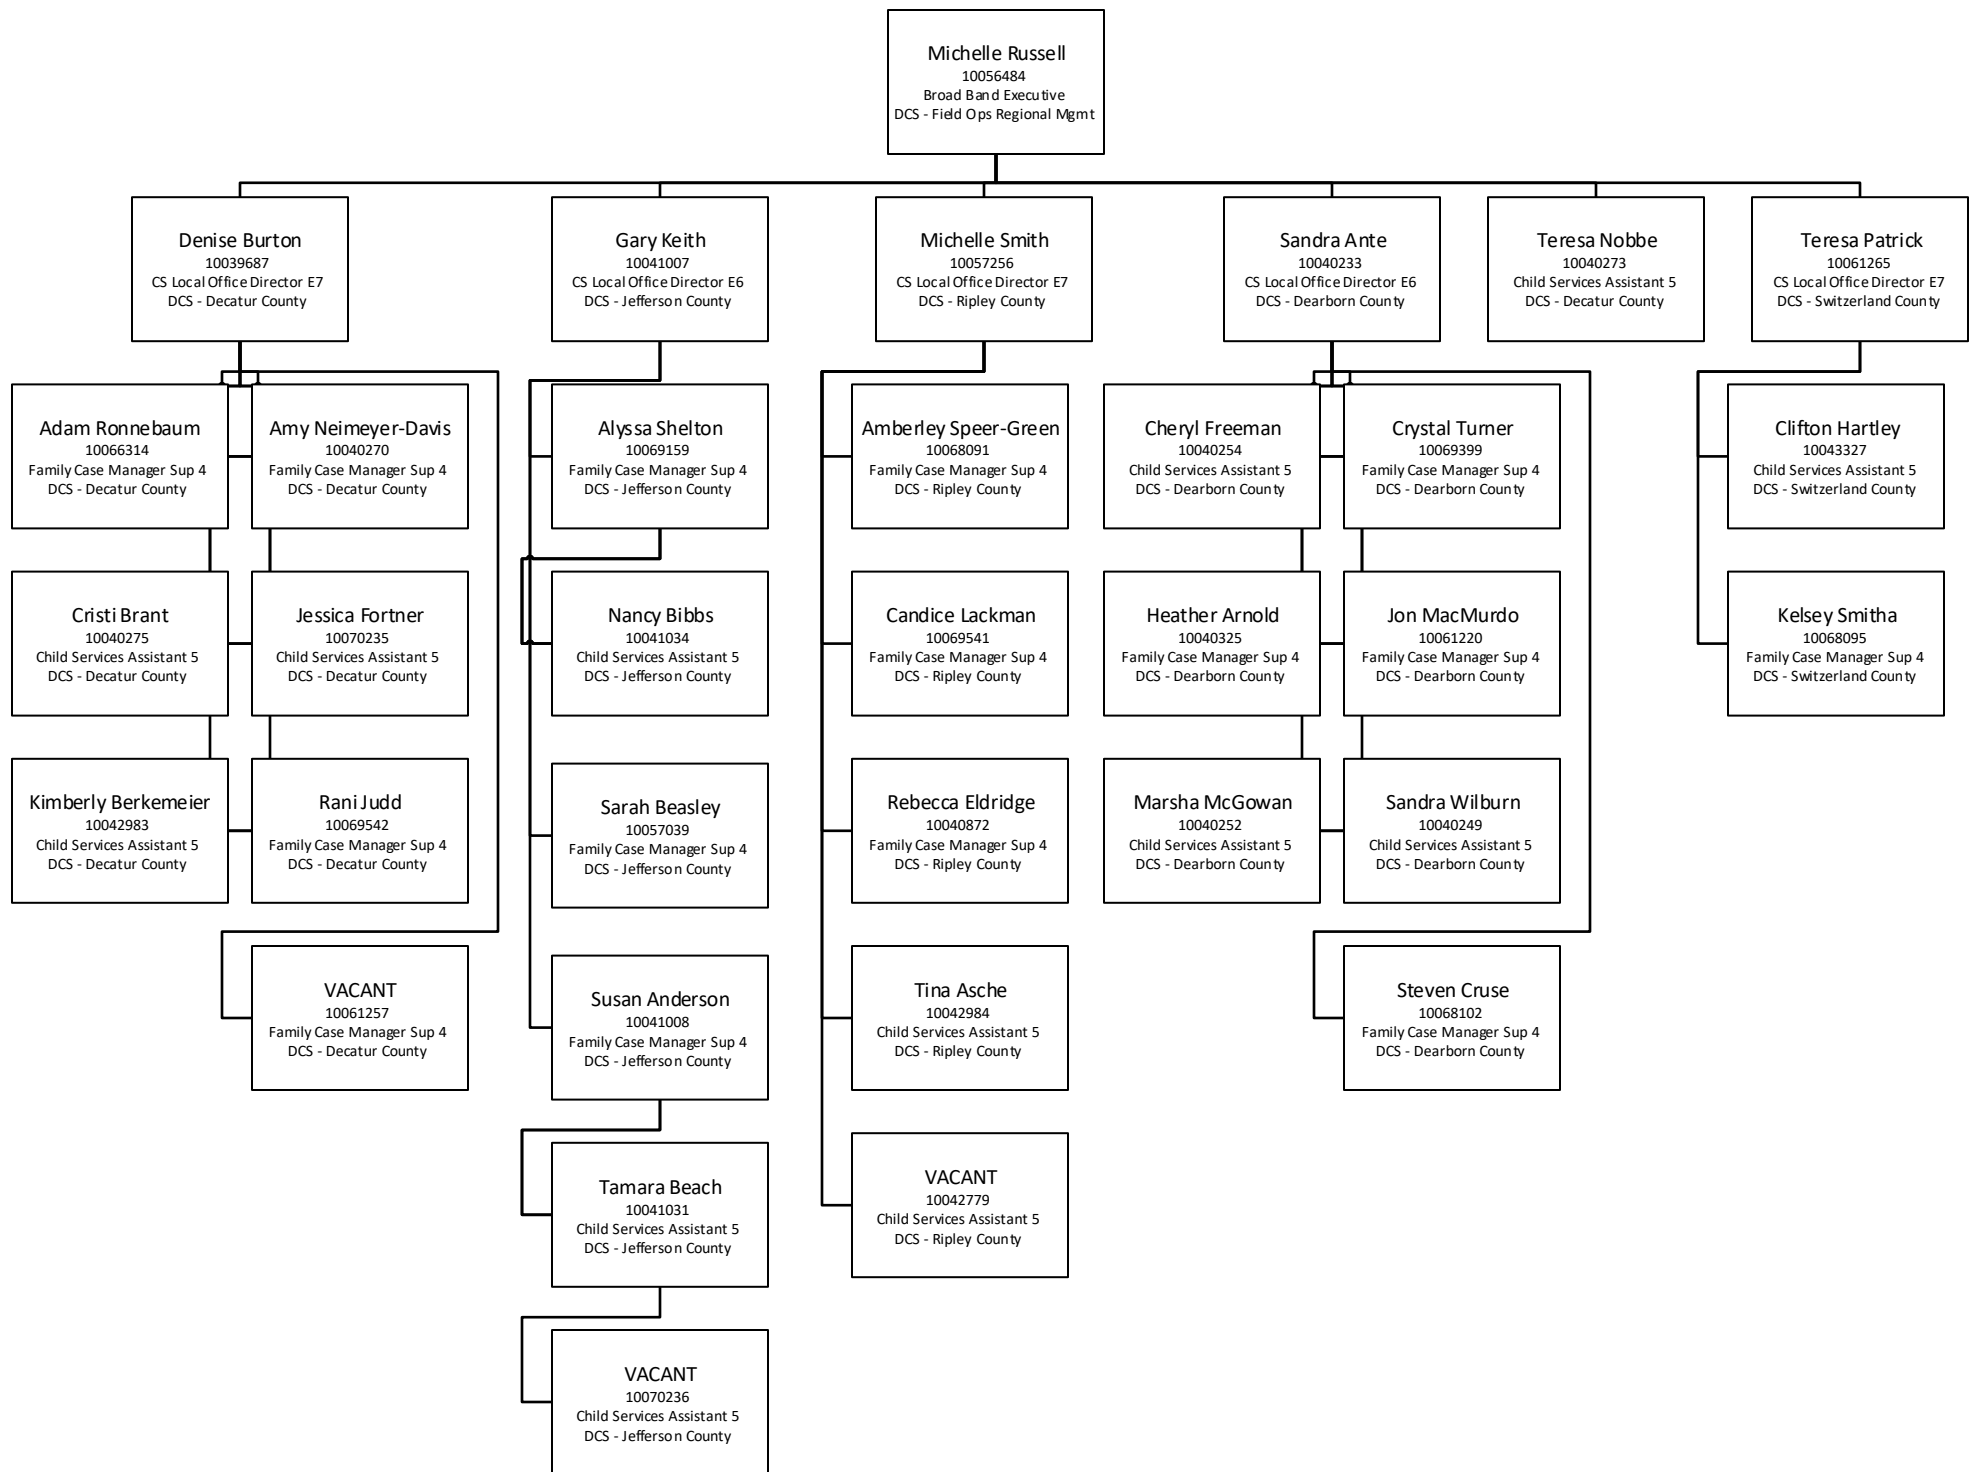 Michelle Russell
10056484
Broad Band Executive
DCS - Field Ops Regional Mgmt
Denise Burton
10039687
CS Local Office Director E7
DCS - Decatur County
Gary Keith
10041007
CS Local Office Director E6
DCS - Jefferson County
Michelle Smith
10057256
CS Local Office Director E7
DCS - Ripley County
Sandra Ante
10040233
CS Local Office Director E6
DCS - Dearborn County
Teresa Nobbe
10040273
Child Services Assistant 5
DCS - Decatur County
Teresa Patrick
10061265
CS Local Office Director E7
DCS - Switzerland County
Adam Ronnebaum
10066314
Family Case Manager Sup 4
DCS - Decatur County
Amy Neimeyer-Davis
10040270
Family Case Manager Sup 4
DCS - Decatur County
Alyssa Shelton
10069159
Family Case Manager Sup 4
DCS - Jefferson County
Amberley Speer-Green
10068091
Family Case Manager Sup 4
DCS - Ripley County
Cheryl Freeman
10040254
Child Services Assistant 5
DCS - Dearborn County
Crystal Turner
10069399
Family Case Manager Sup 4
DCS - Dearborn County
Clifton Hartley
10043327
Child Services Assistant 5
DCS - Switzerland County
Cristi Brant
10040275
Child Services Assistant 5
DCS - Decatur County
Jessica Fortner
10070235
Child Services Assistant 5
DCS - Decatur County
Nancy Bibbs
10041034
Child Services Assistant 5
DCS - Jefferson County
Candice Lackman
10069541
Family Case Manager Sup 4
DCS - Ripley County
Heather Arnold
10040325
Family Case Manager Sup 4
DCS - Dearborn County
Jon MacMurdo
10061220
Family Case Manager Sup 4
DCS - Dearborn County
Kelsey Smitha
10068095
Family Case Manager Sup 4
DCS - Switzerland County
Kimberly Berkemeier
10042983
Child Services Assistant 5
DCS - Decatur County
Rani Judd
10069542
Family Case Manager Sup 4
DCS - Decatur County
Sarah Beasley
10057039
Family Case Manager Sup 4
DCS - Jefferson County
Rebecca Eldridge
10040872
Family Case Manager Sup 4
DCS - Ripley County
Marsha McGowan
10040252
Child Services Assistant 5
DCS - Dearborn County
Sandra Wilburn
10040249
Child Services Assistant 5
DCS - Dearborn County
VACANT
10061257
Family Case Manager Sup 4
DCS - Decatur County
Susan Anderson
10041008
Family Case Manager Sup 4
DCS - Jefferson County
Tina Asche
10042984
Child Services Assistant 5
DCS - Ripley County
Steven Cruse
10068102
Family Case Manager Sup 4
DCS - Dearborn County
Tamara Beach
10041031
Child Services Assistant 5
DCS - Jefferson County
VACANT
10042779
Child Services Assistant 5
DCS - Ripley County
VACANT
10070236
Child Services Assistant 5
DCS - Jefferson County